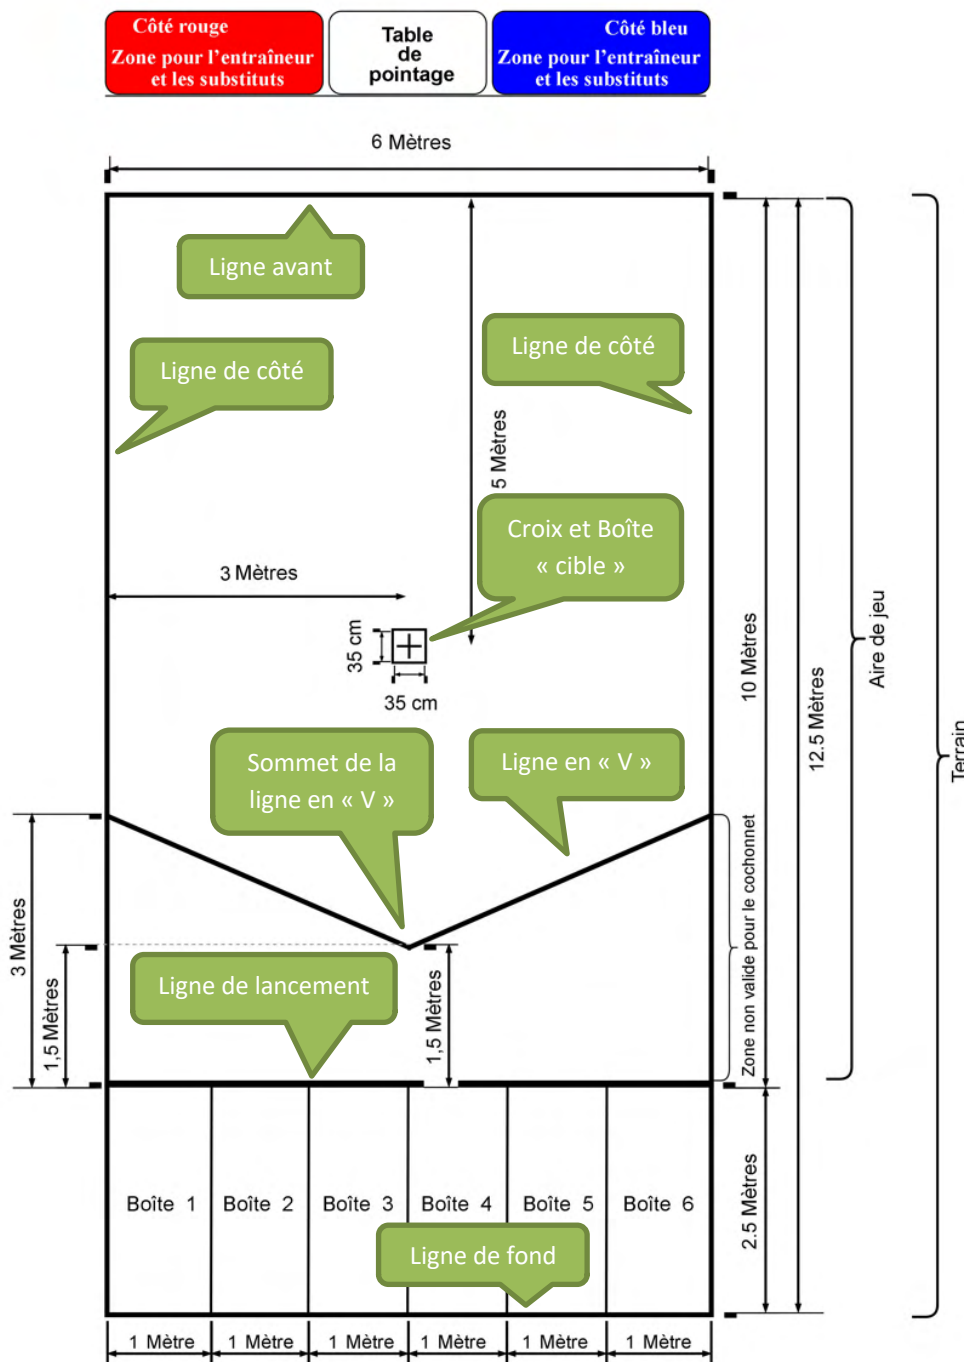 Côté rouge
Zone pour l'entraîneur
et les substituts
Table
de
pointage
Côté bleu
Zone pour l'entraîneur
et les substituts
6 Mètres
Ligne avant
Ligne de côté
Ligne de côté
5 Mètres
Croix et Boîte
« cible »
3 Mètres
35 cm
35 cm
10 Mètres
12.5 Mètres
Aire de jeu
Terrain
Sommet de la
ligne en « V »
Ligne en « V »
3 Mètres
1,5 Mètres
Ligne de lancement
1,5 Mètres
Zone non valide pour le cochonnet
Boîte 1
Boîte 2
Boîte 3
Boîte 4
Boîte 5
Boîte 6
2.5 Mètres
Ligne de fond
1 Mètre
1 Mètre
1 Mètre
1 Mètre
1 Mètre
1 Mètre